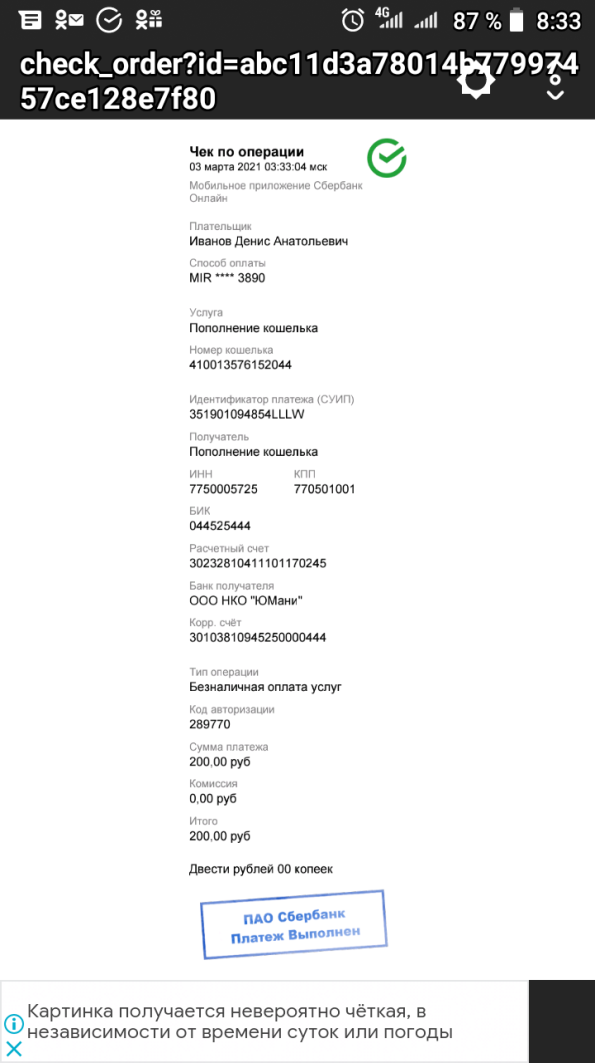 4G
87 %
8:33
check_order?id=abc11d3a78014b779974
57ce128e7f80
Чек по операции
03 марта 2021 03:33:04 мск
Мобильное приложение Сбербанк
Онлайн
Плательщик
Иванов Денис Анатольевич
Способ оплаты
MIR **** 3890
Услуга
Пополнение кошелька
Номер кошелька
410013576152044
Идентификатор платежа (СУИП)
351901094854LLLW
Получатель
Пополнение кошелька
ИНН КПП
7750005725 770501001
БИК
044525444
Расчетный счет
30232810411101170245
Банк получателя
ООО НКО "ЮМани"
Корр. счёт
30103810945250000444
Тип операции
Безналичная оплата услуг
Код авторизации
289770
Сумма платежа
200,00 руб
Комиссия
0,00 руб
Итого
200,00 руб
Двести рублей 00 копеек
ПАО Сбербанк
Платеж Выполнен
Картинка получается невероятно чёткая, в
независимости от времени суток или погоды